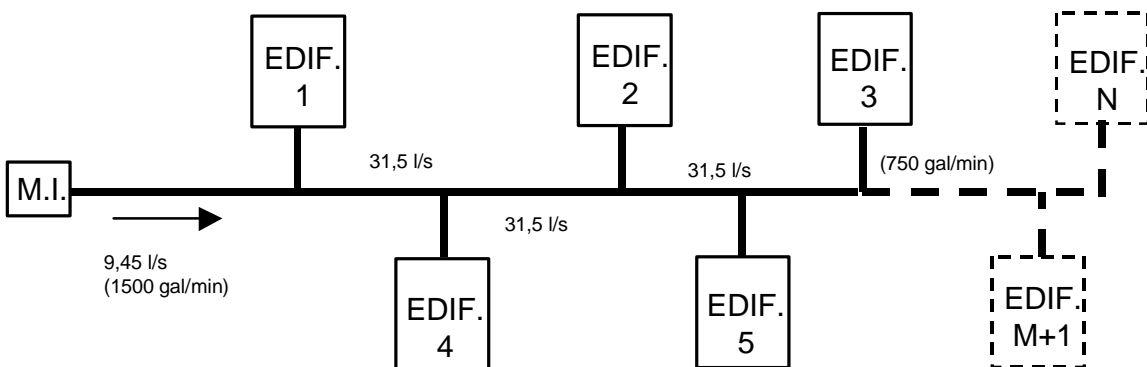 EDIF.
1
EDIF.
2
EDIF.
3
EDIF.
N
31,5 l/s
31,5 l/s
(750 gal/min)
M.I.
31,5 l/s
9,45 l/s
(1500 gal/min)
EDIF.
4
EDIF.
5
EDIF.
M+1